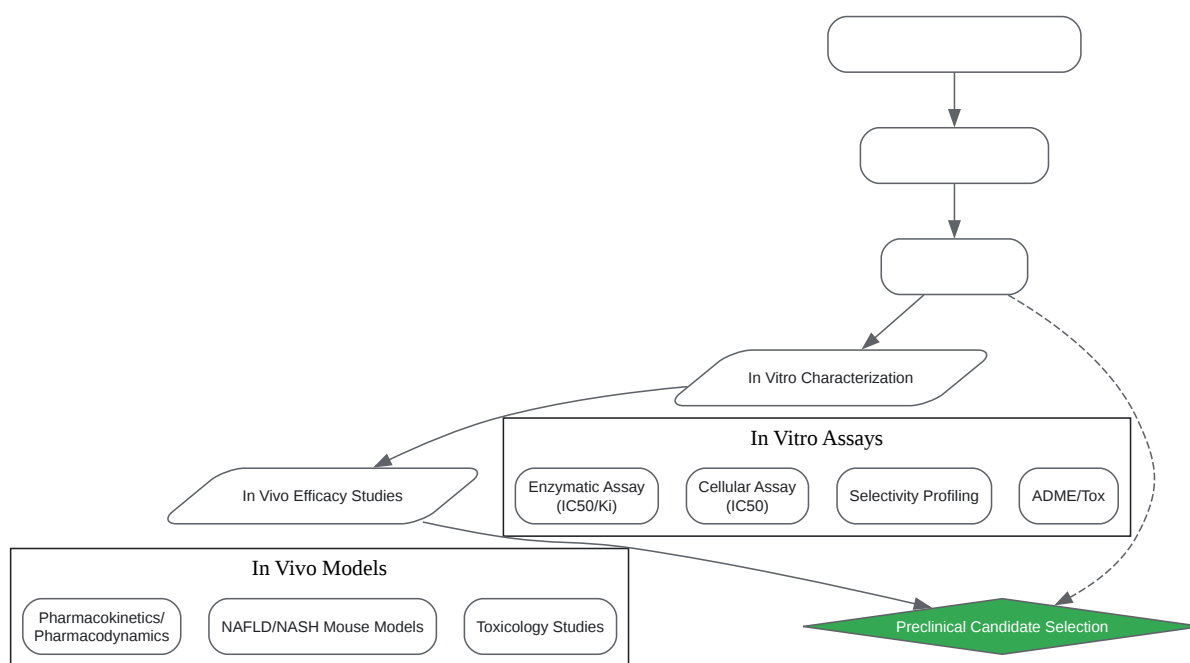 In Vitro Characterization
In Vitro Assays
Enzymatic Assay
(IC50/Ki)
Cellular Assay
(IC50)
Selectivity Profiling
ADME/Tox
In Vivo Efficacy Studies
In Vivo Models
Pharmacokinetics/
Pharmacodynamics
NAFLD/NASH Mouse Models
Toxicology Studies
Preclinical Candidate Selection